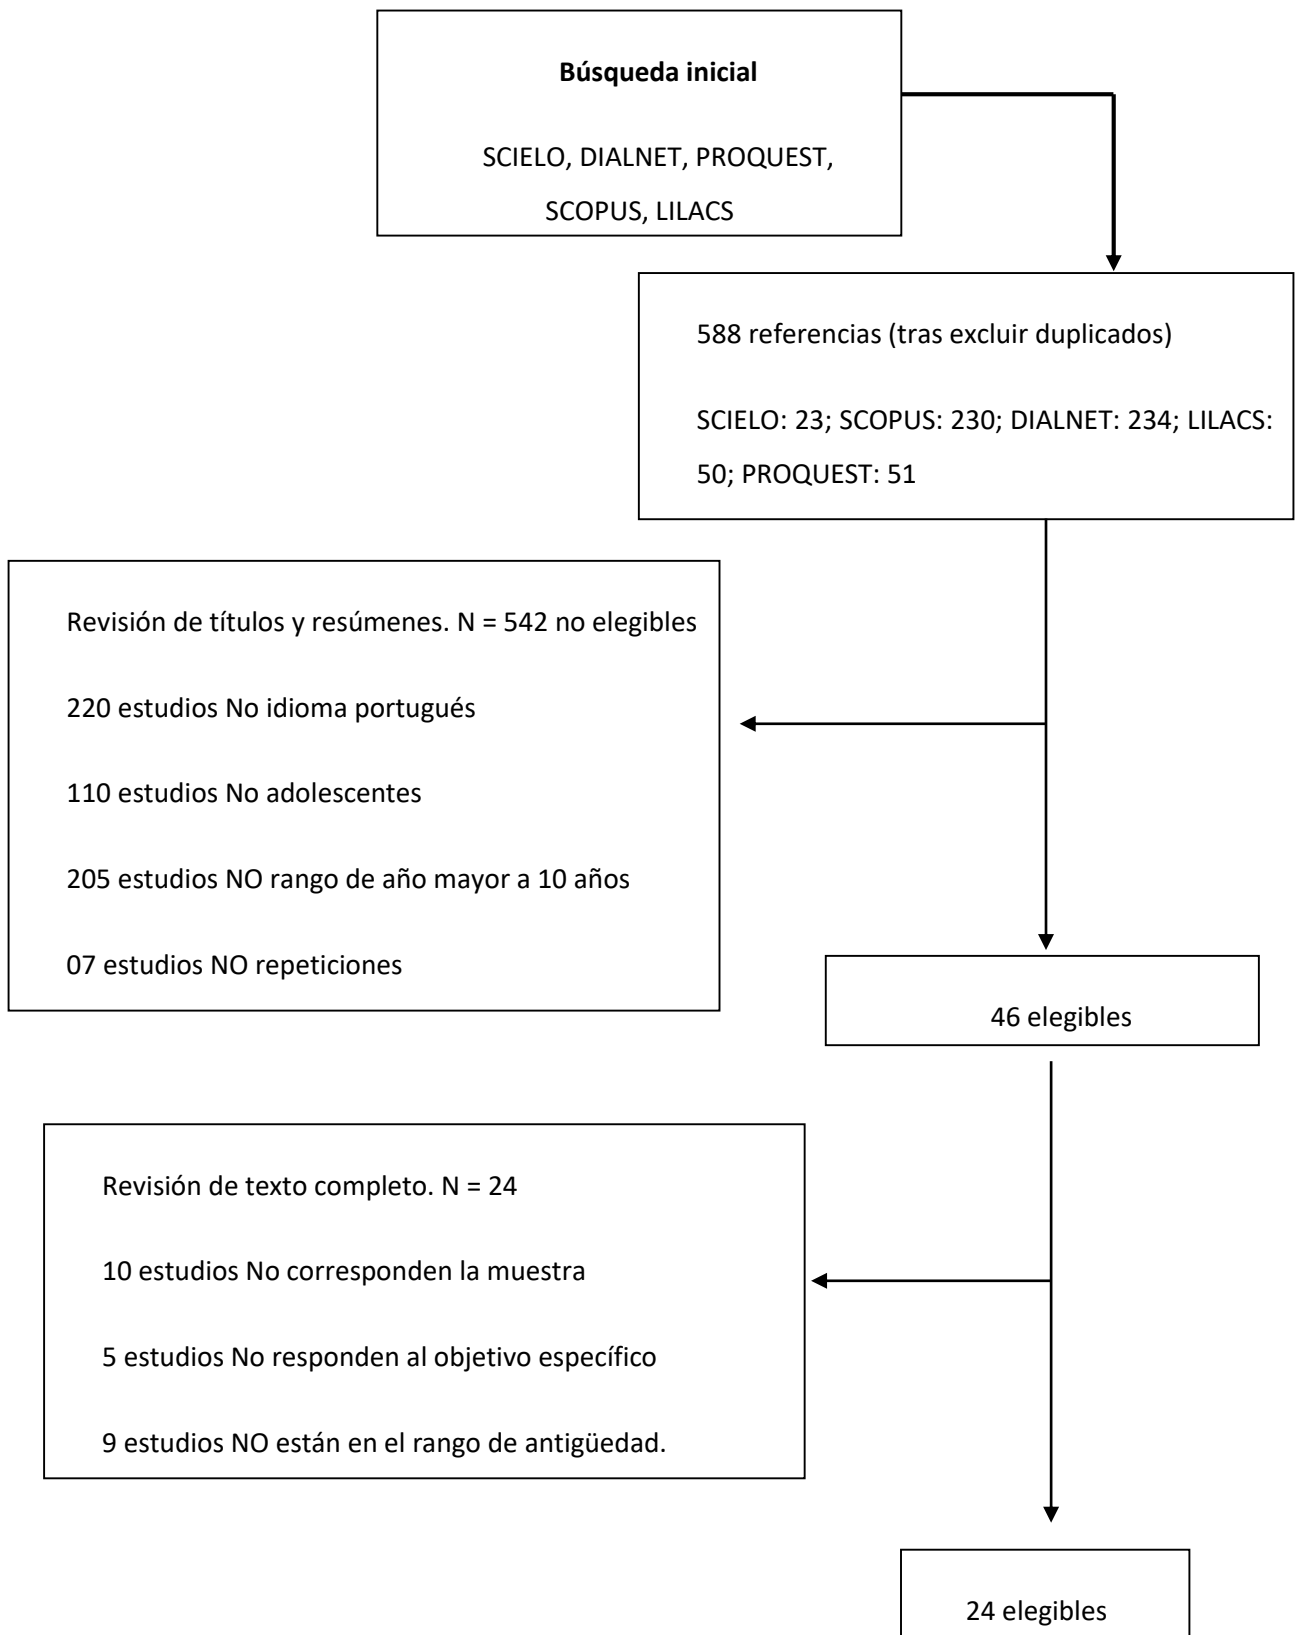 Búsqueda inicial
SCIELO, DIALNET, PROQUEST,
SCOPUS, LILACS
588 referencias (tras excluir duplicados)
SCIELO: 23; SCOPUS: 230; DIALNET: 234; LILACS:
50; PROQUEST: 51
Revisión de títulos y resúmenes. N = 542 no elegibles
220 estudios No idioma portugués
110 estudios No adolescentes
205 estudios NO rango de año mayor a 10 años
07 estudios NO repeticiones
46 elegibles
Revisión de texto completo. N = 24
10 estudios No corresponden la muestra
5 estudios No responden al objetivo específico
9 estudios NO están en el rango de antigüedad.
24 elegibles